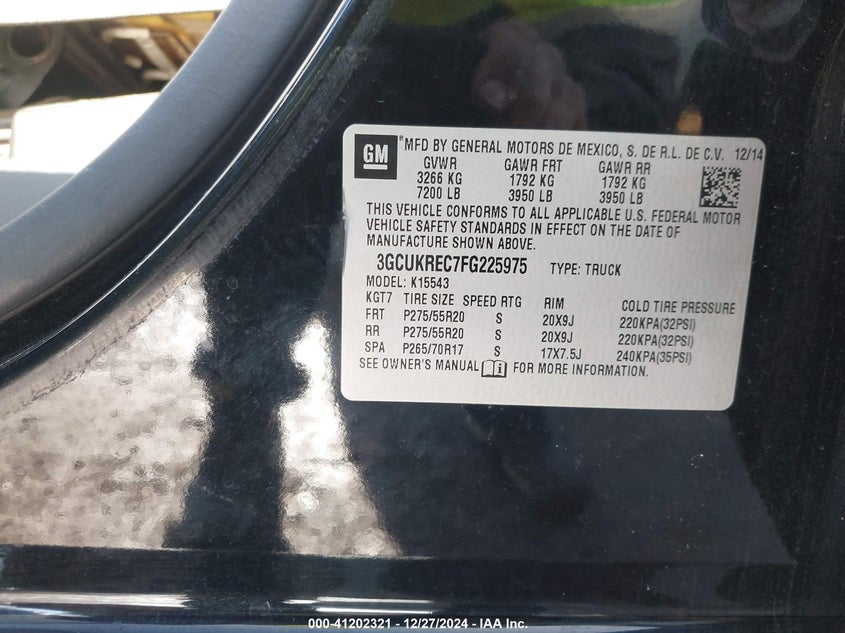 GM ® MFD BY GENERAL MOTORS DE MEXICO, S. DE R.L. DE C.V. 12/14
GVWR GAWR FRT GAWR RR
3266 KG 1792 KG 1792 KG
7200 LB 3950 LB 3950 LB
THIS VEHICLE CONFORMS TO ALL APPLICABLE U.S. FEDERAL MOTOR
VEHICLE SAFETY STANDARDS IN EFFECT ON THE DATE OF
MANUFACTURE SHOWN ABOVE.
3GCUKREC7FG225975 TYPE: TRUCK
MODEL: K15543
KGT7 TIRE SIZE SPEED RTG RIM COLD TIRE PRESSURE
FRT P275/55R20 S 20X9J 220KPA(32PSI)
RR P275/55R20 S 20X9J 220KPA(32PSI)
SPA P265/70R17 S 17X7.5J 240KPA(35PSI)
SEE OWNER'S MANUAL i FOR MORE INFORMATION.
000-41202321 - 12/27/2024 - IAA Inc.